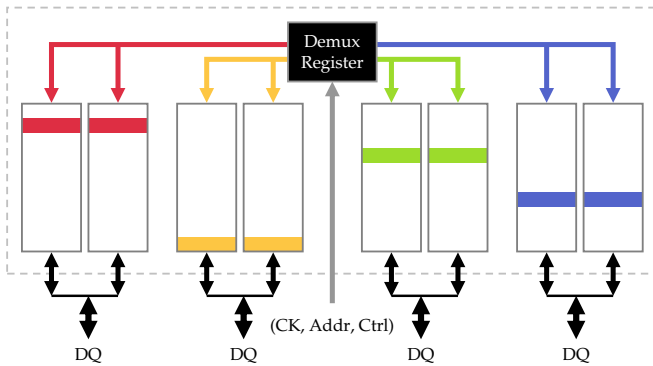 Demux
Register
(CK, Addr, Ctrl)
DQ
DQ
DQ
DQ